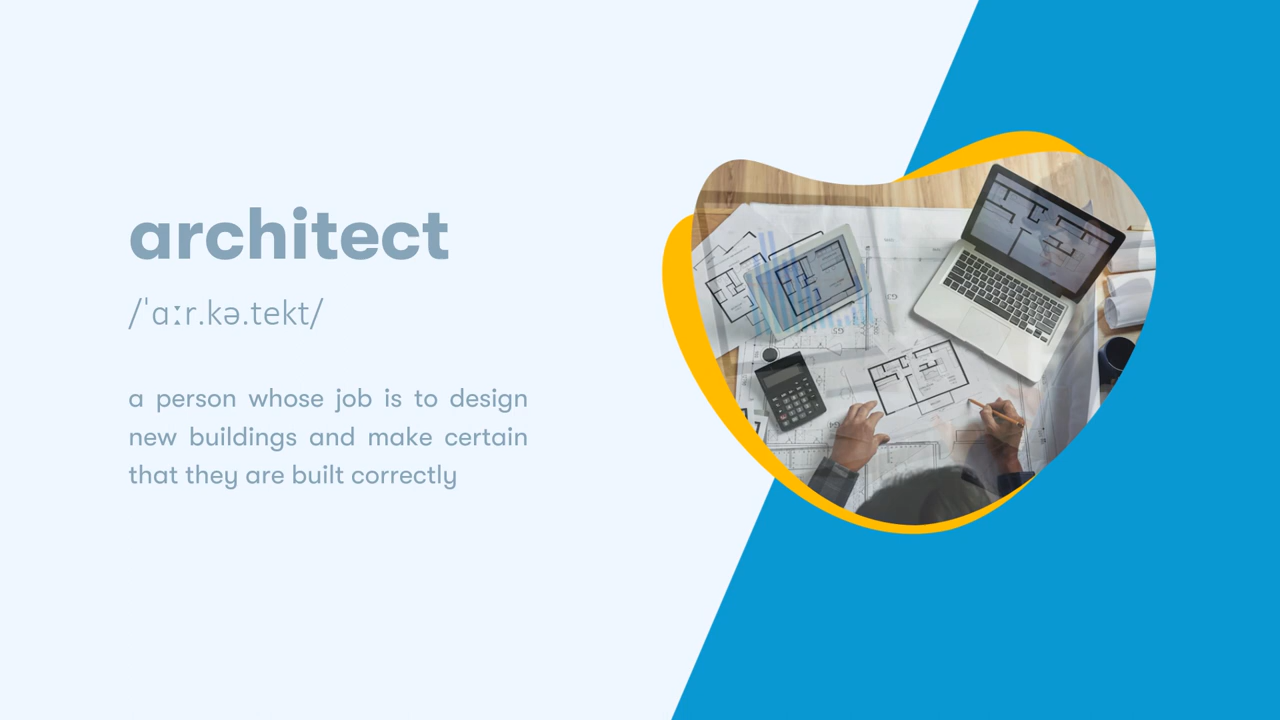 architect
/ˈɑːr.kə.tekt/
a person whose job is to design
new buildings and make certain
that they are built correctly